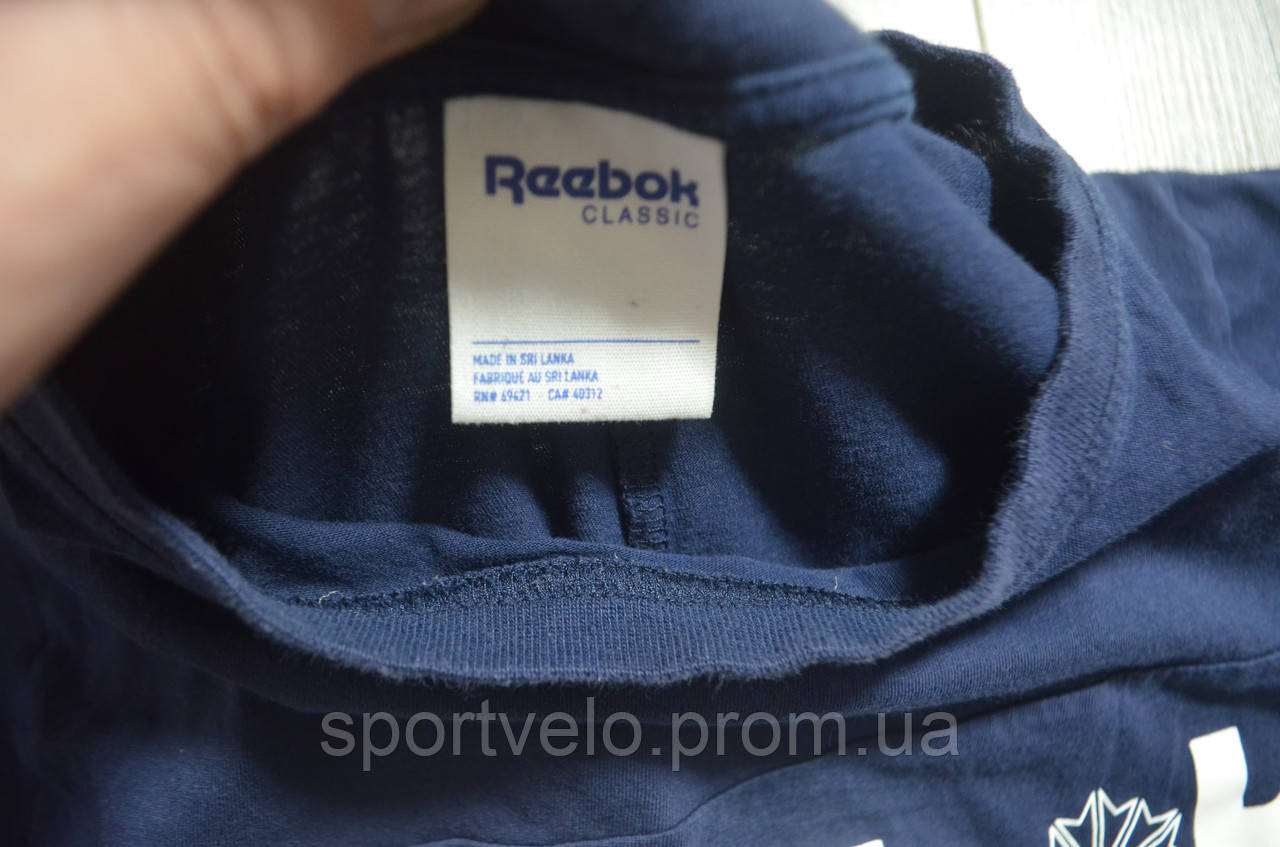 Reebok
CLASSIC
MADE IN SRI LANKA
FABRIQUÉ AU SRI LANKA
RN# 69421 - CA# 40312
sportvelo.prom.ua